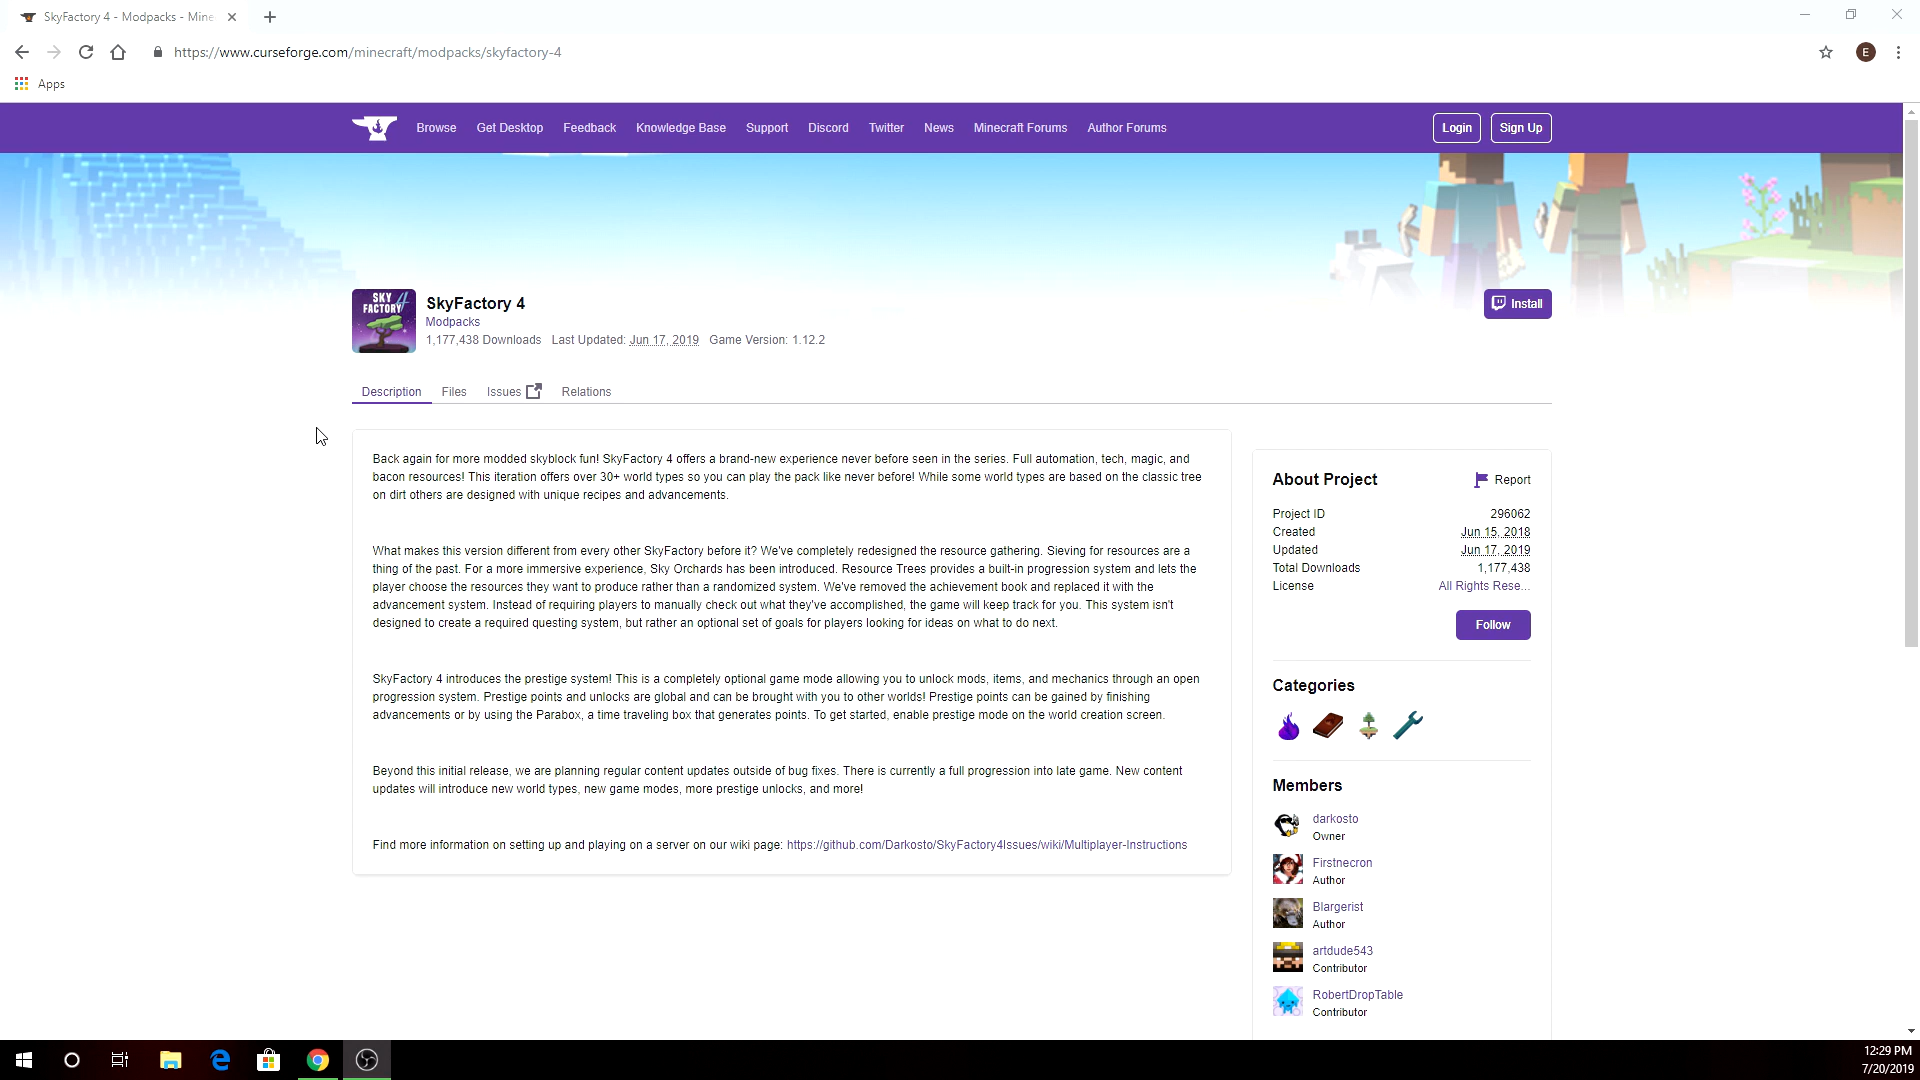 SkyFactory 4 - Modpacks - Mine
https://www.curseforge.com/minecraft/modpacks/skyfactory-4
E
Apps
Browse Get Desktop Feedback Knowledge Base Support Discord Twitter News Minecraft Forums Author Forums Login Sign Up
SKY
FACTORY 4
SkyFactory 4
Install
Modpacks
1,177,438 Downloads Last Updated: Jun 17, 2019 Game Version: 1.12.2
Description Files Issues Relations
Back again for more modded skyblock fun! SkyFactory 4 offers a brand-new experience never before seen in the series. Full automation, tech, magic, and
bacon resources! This iteration offers over 30+ world types so you can play the pack like never before! While some world types are based on the classic tree
on dirt others are designed with unique recipes and advancements.
What makes this version different from every other SkyFactory before it? We've completely redesigned the resource gathering. Sieving for resources are a
thing of the past. For a more immersive experience, Sky Orchards has been introduced. Resource Trees provides a built-in progression system and lets the
player choose the resources they want to produce rather than a randomized system. We've removed the achievement book and replaced it with the
advancement system. Instead of requiring players to manually check out what they've accomplished, the game will keep track for you. This system isn't
designed to create a required questing system, but rather an optional set of goals for players looking for ideas on what to do next.
SkyFactory 4 introduces the prestige system! This is a completely optional game mode allowing you to unlock mods, items, and mechanics through an open
progression system. Prestige points and unlocks are global and can be brought with you to other worlds! Prestige points can be gained by finishing
advancements or by using the Parabox, a time traveling box that generates points. To get started, enable prestige mode on the world creation screen.
Beyond this initial release, we are planning regular content updates outside of bug fixes. There is currently a full progression into late game. New content
updates will introduce new world types, new game modes, more prestige unlocks, and more!
Find more information on setting up and playing on a server on our wiki page: https://github.com/Darkosto/SkyFactory4Issues/wiki/Multiplayer-Instructions
About Project Report
Project ID 296062
Created Jun 15, 2018
Updated Jun 17, 2019
Total Downloads 1,177,438
License All Rights Rese...
Follow
Categories
Members
darkosto
Owner
Firstnecron
Author
Blargerist
Author
artdude543
Contributor
RobertDropTable
Contributor
12:29 PM
7/20/2019